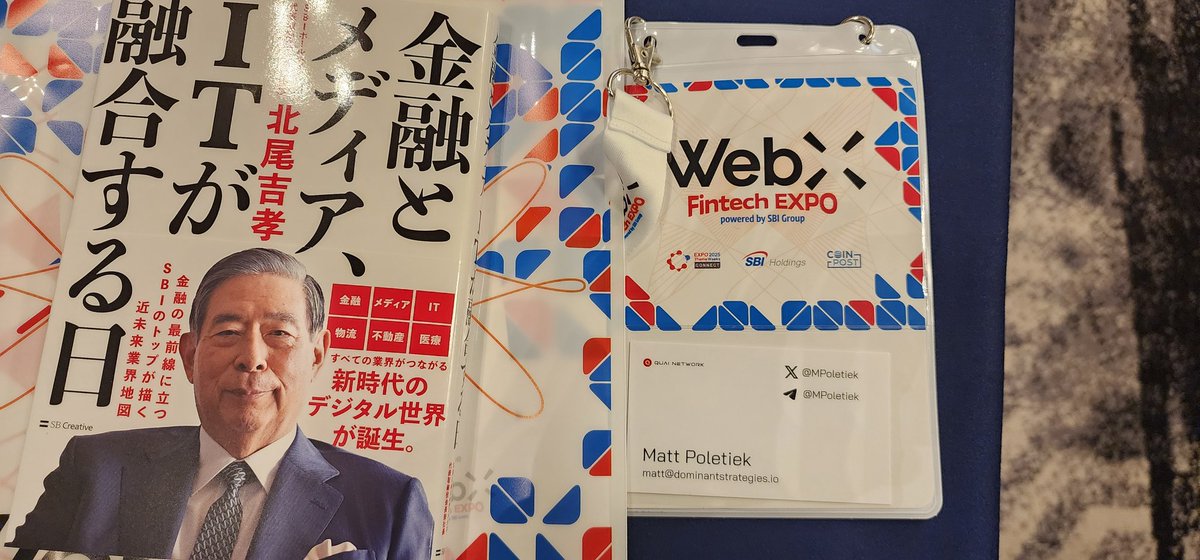 金融と
メディア、
ITが
融合する日
北尾吉孝
金融の最前線に立つ
SBIのトップが描く
近未来業界地図
金融
メディア
IT
物流
不動産
医療
すべての業界がつながる
新時代の
デジタル世界
が誕生。
SB Creative
WebX
Fintech EXPO
powered by SBI Group
EXPO 2025
Theme Weeks
CONNECT
SBI Holdings
COIN
POST
QUAI NETWORK
@MPoletiek
@MPoletiek
Matt Poletiek
matt@dominantstrategies.io